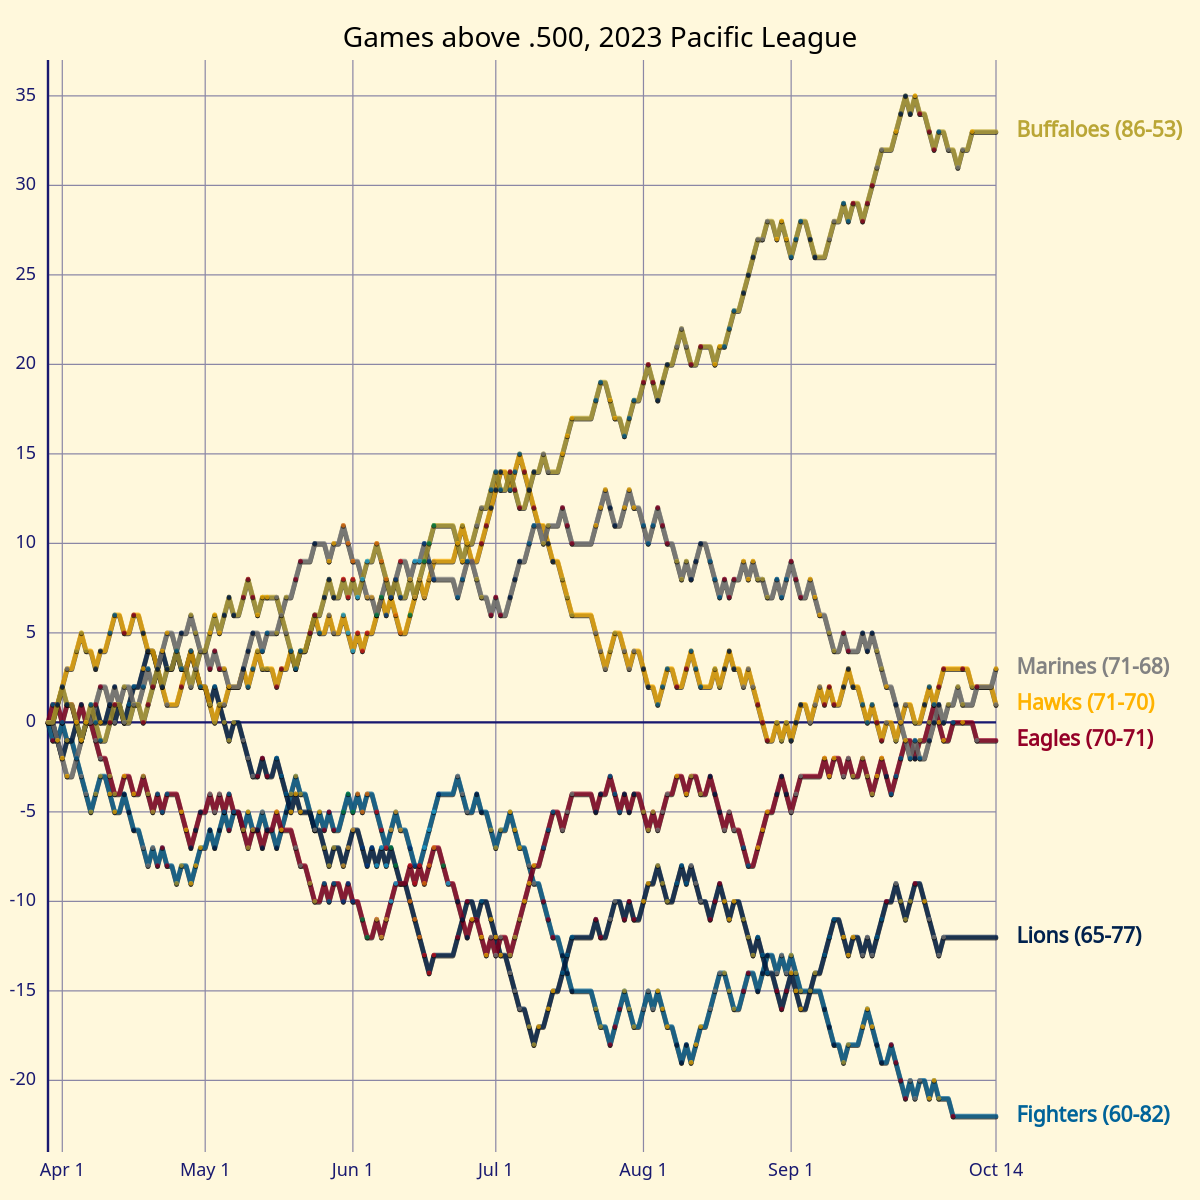 Games above .500, 2023 Pacific League
35
30
25
20
15
10
5
0
-5
-10
-15
-20
Buffaloes (86-53)
Marines (71-68)
Hawks (71-70)
Eagles (70-71)
Lions (65-77)
Fighters (60-82)
Apr 1 May 1 Jun 1 Jul 1 Aug 1 Sep 1 Oct 14